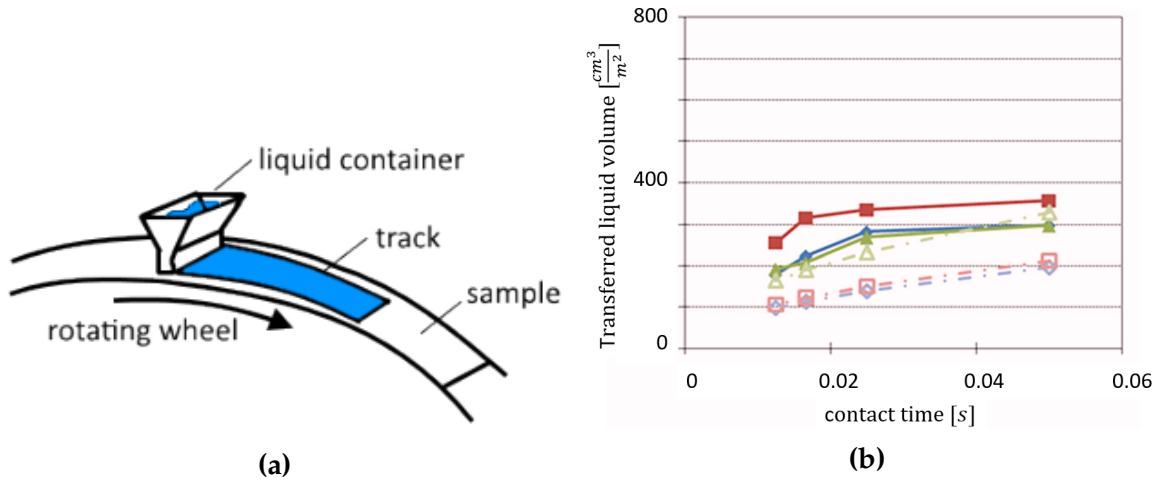 liquid container
track
sample
rotating wheel
(a)
Transferred liquid volume [cm³/m²]
800
400
0
0 0.02 0.04 0.06
contact time [s]
(b)